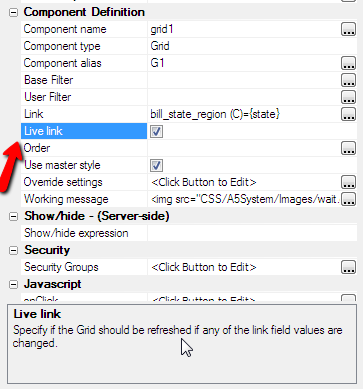 Component Definition
Component name grid1 ...
Component type Grid
Component alias G1 ...
Base Filter ...
User Filter ...
Link bill_state_region (C)={state} ...
Live link
Order ...
Use master style
Override settings <Click Button to Edit> ...
Working message <img src="CSS/A5System/Images/wait. ...
Show/hide - (Server-side)
Show/hide expression
Security
Security Groups <Click Button to Edit> ...
Javascript
onClick <Click Button to Edit> ...
Live link
Specify if the Grid should be refreshed if any of the link field values are
changed.